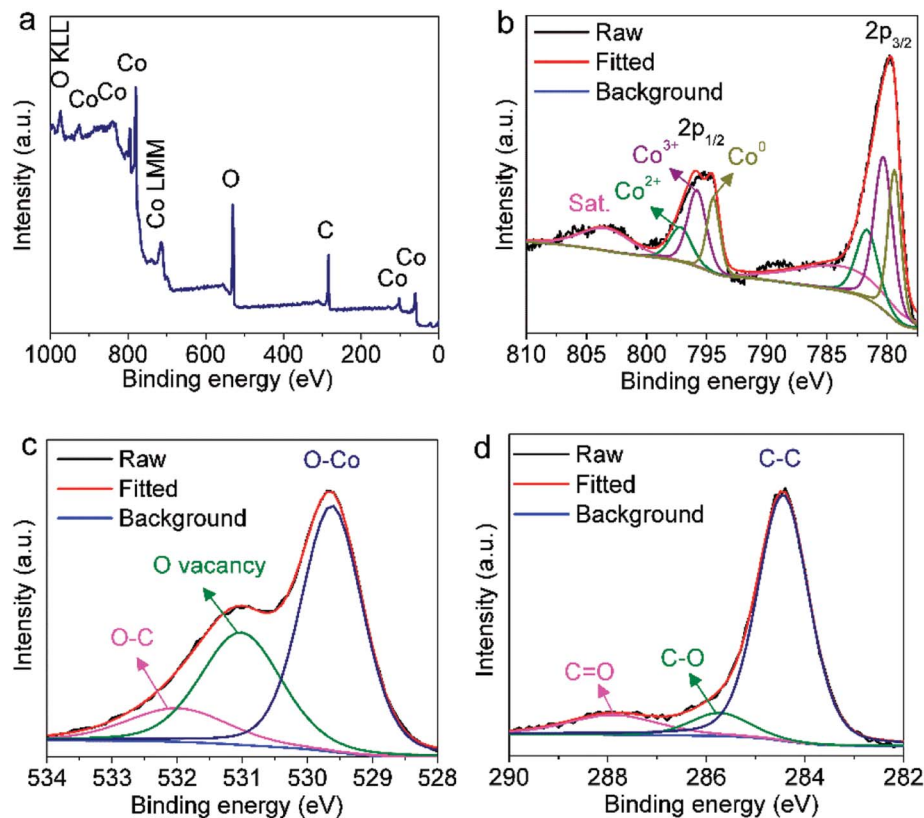 a
O KLL
Co
Co
Co
Co LMM
O
C
Co
Co
Intensity (a.u.)
1000 800 600 400 200 0
Binding energy (eV)
b
Raw
Fitted
Background
2p3/2
2p1/2
Co3+
Co0
Co2+
Sat.
Intensity (a.u.)
810 805 800 795 790 785 780
Binding energy (eV)
c
Raw
Fitted
Background
O-Co
O vacancy
O-C
Intensity (a.u.)
534 533 532 531 530 529 528
Binding energy (eV)
d
Raw
Fitted
Background
C-C
C=O
C-O
Intensity (a.u.)
290 288 286 284 282
Binding energy (eV)